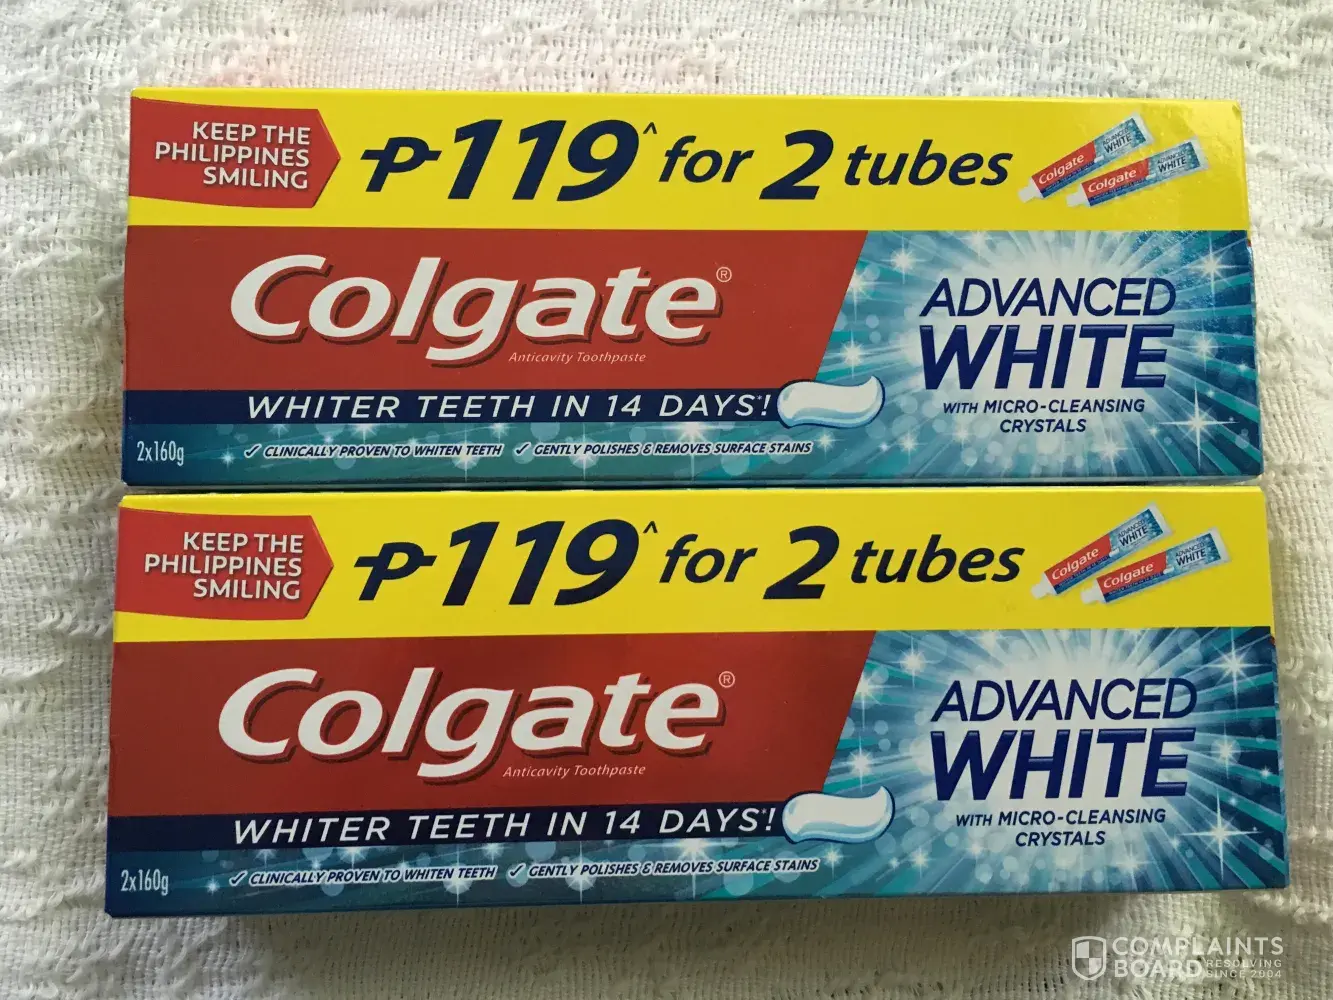 KEEP THE
PHILIPPINES
SMILING
₱119^ for 2 tubes
Colgate ADVANCED WHITE
Colgate ADVANCED WHITE
Colgate®
Anticavity Toothpaste
WHITER TEETH IN 14 DAYS!*
2x160g
✓ CLINICALLY PROVEN TO WHITEN TEETH ✓ GENTLY POLISHES & REMOVES SURFACE STAINS
ADVANCED
WHITE
WITH MICRO-CLEANSING
CRYSTALS
KEEP THE
PHILIPPINES
SMILING
₱119^ for 2 tubes
Colgate ADVANCED WHITE
Colgate ADVANCED WHITE
Colgate®
Anticavity Toothpaste
WHITER TEETH IN 14 DAYS!*
2x160g
✓ CLINICALLY PROVEN TO WHITEN TEETH ✓ GENTLY POLISHES & REMOVES SURFACE STAINS
ADVANCED
WHITE
WITH MICRO-CLEANSING
CRYSTALS
COMPLAINTS
BOARD RESOLVING
SINCE 2004